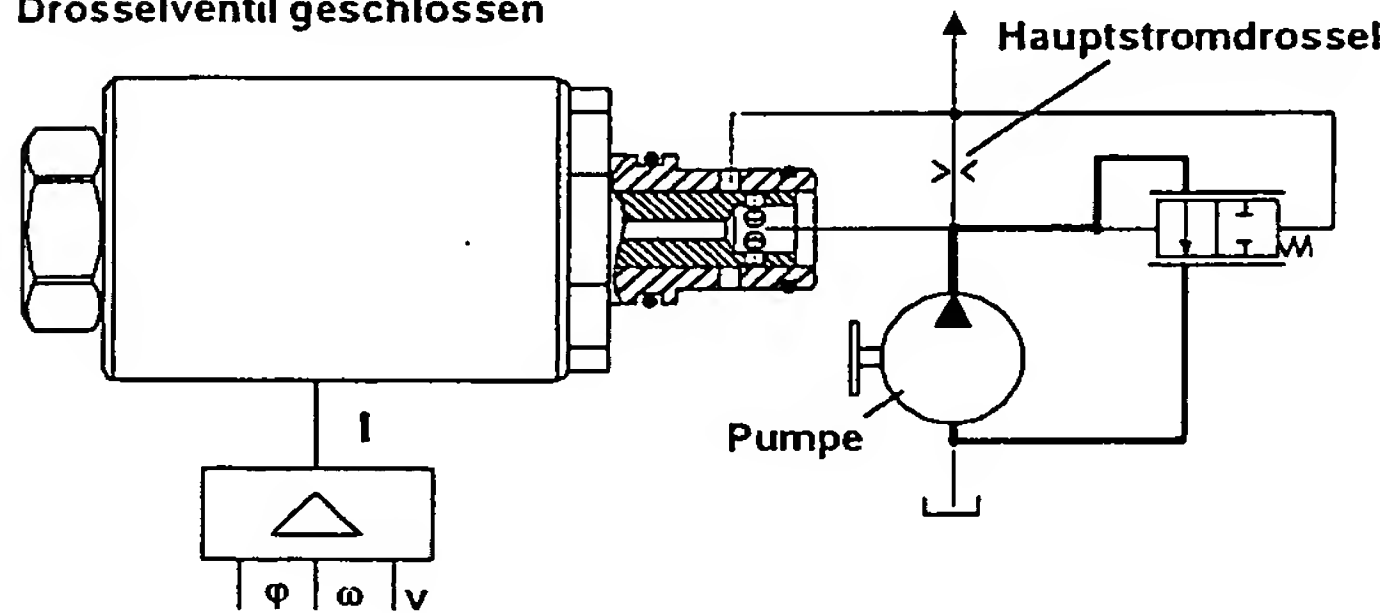 Drosselventil geschlossen
Hauptstromdrossel
Pumpe
I
φ ω v